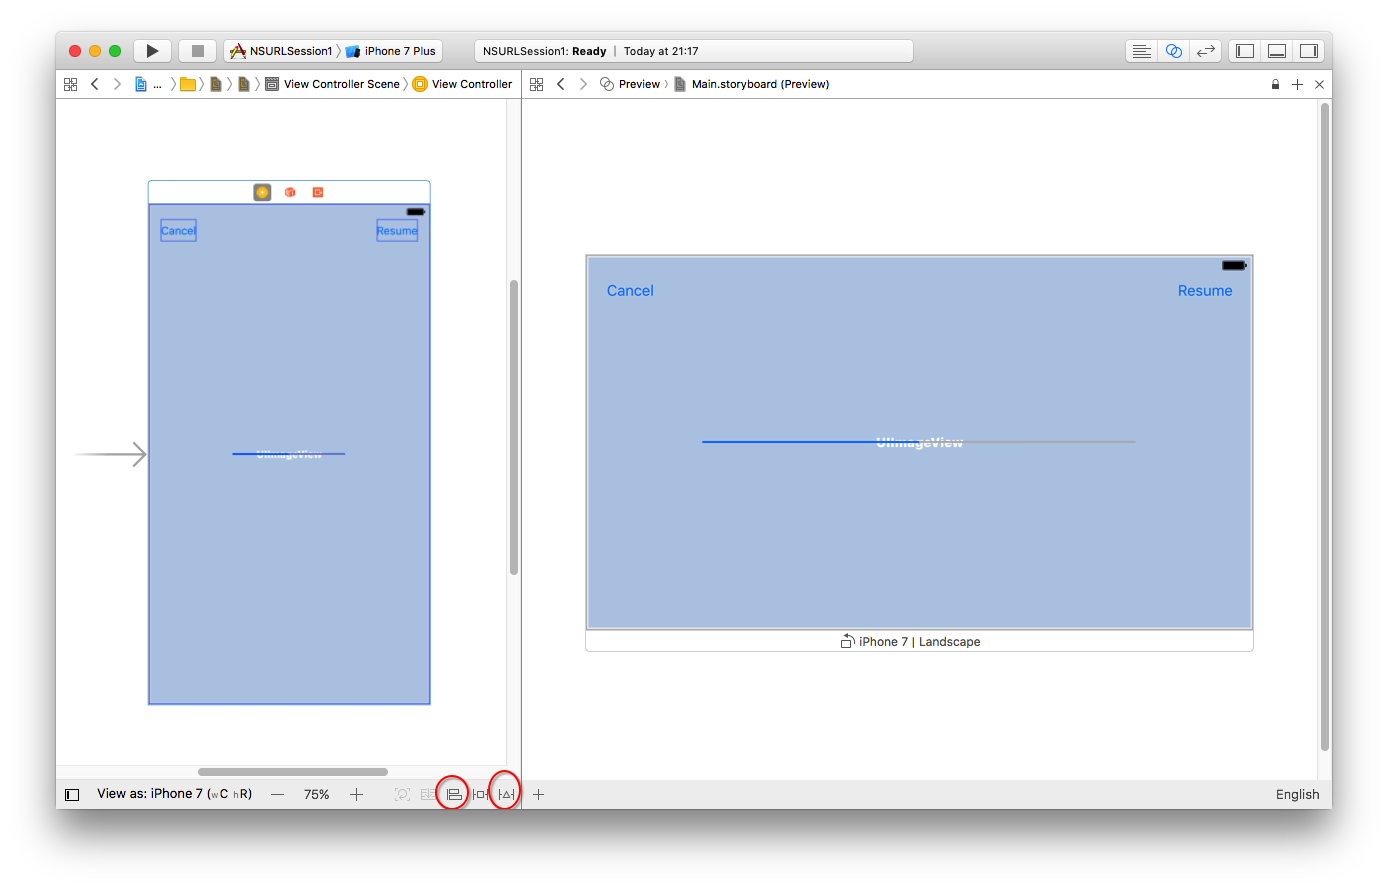 NSURLSession1 iPhone 7 Plus NSURLSession1: Ready | Today at 21:17
... View Controller Scene View Controller Preview Main.storyboard (Preview)
Cancel Resume
Cancel Resume
UIImageView
UIImageView
iPhone 7 | Landscape
View as: iPhone 7 (wC hR) 75% English